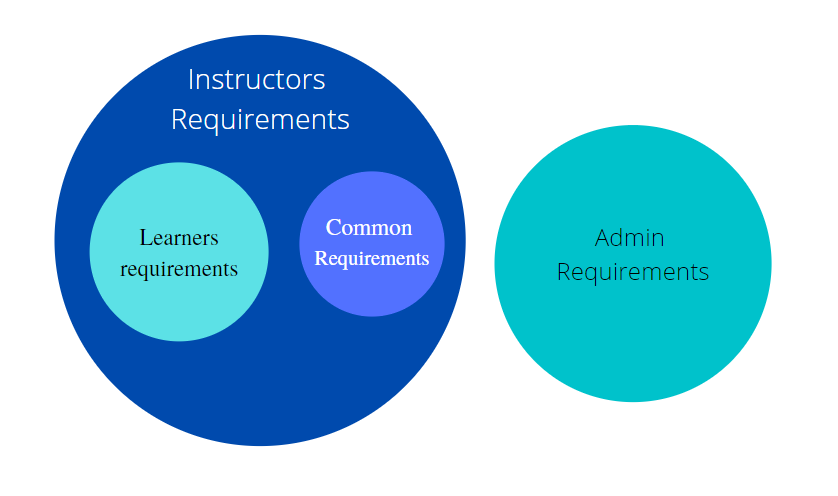 Instructors
Requirements
Learners
requirements
Common
Requirements
Admin
Requirements